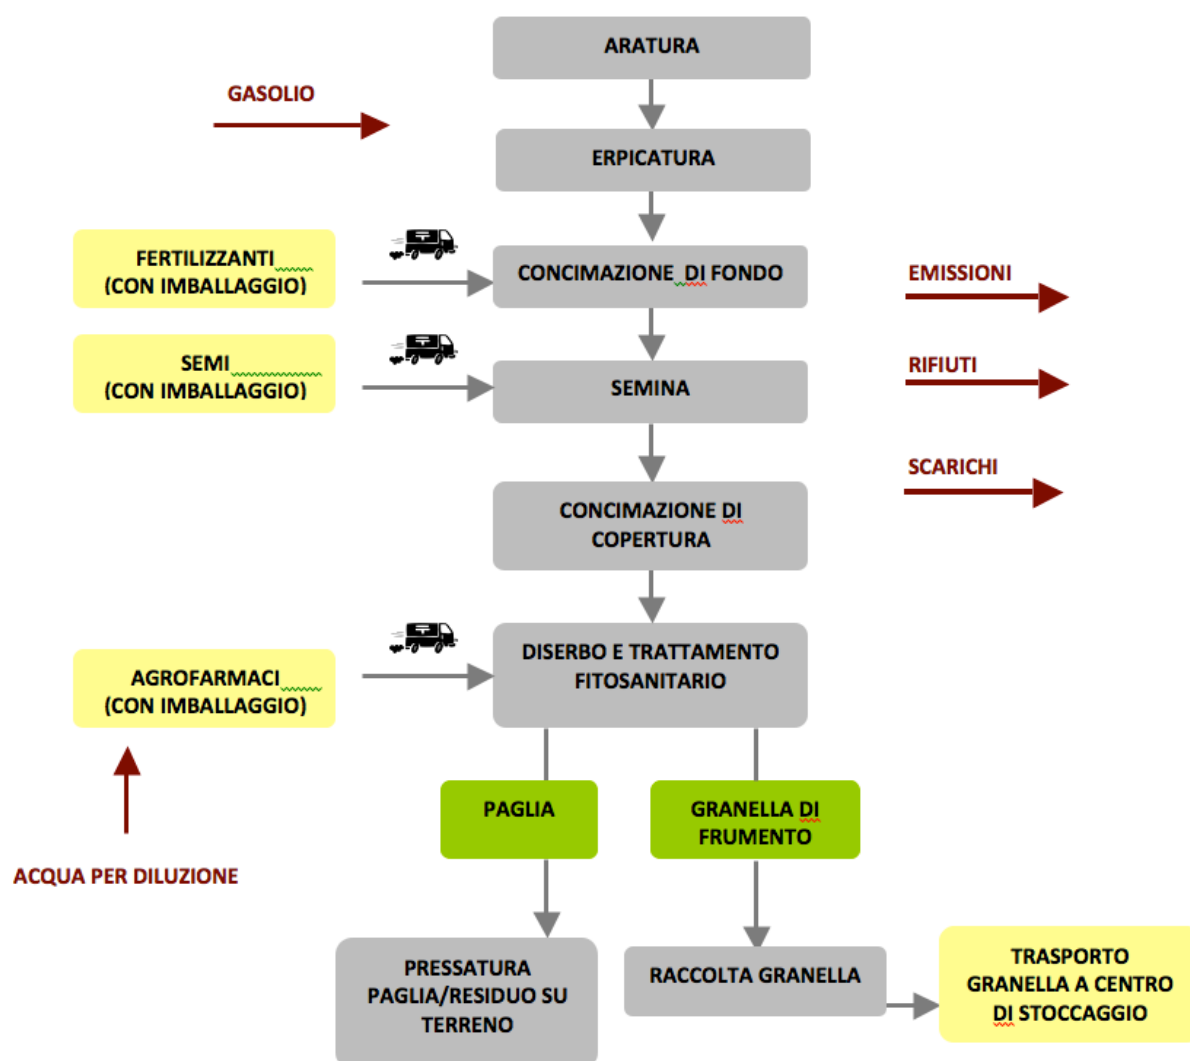 ARATURA
GASOLIO
ERPICATURA
FERTILIZZANTI
(CON IMBALLAGGIO)
CONCIMAZIONE DI FONDO
EMISSIONI
SEMI
(CON IMBALLAGGIO)
SEMINA
RIFIUTI
SCARICHI
CONCIMAZIONE DI
COPERTURA
AGROFARMACI
(CON IMBALLAGGIO)
DISERBO E TRATTAMENTO
FITOSANITARIO
PAGLIA
GRANELLA DI
FRUMENTO
ACQUA PER DILUZIONE
PRESSATURA
PAGLIA/RESIDUO SU
TERRENO
RACCOLTA GRANELLA
TRASPORTO
GRANELLA A CENTRO
DI STOCCAGGIO